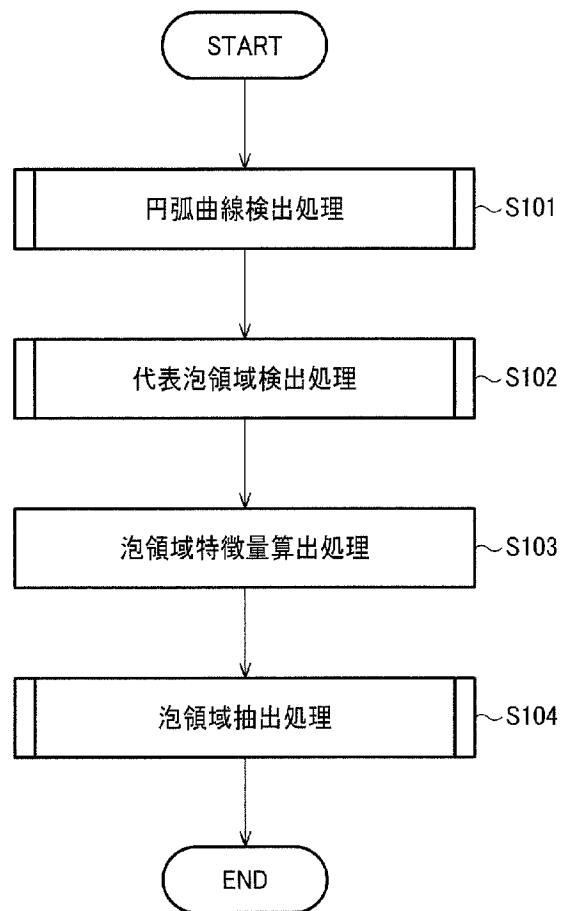 START
円弧曲線検出処理
S101
代表泡領域検出処理
S102
泡領域特徴量算出処理
S103
泡領域抽出処理
S104
END